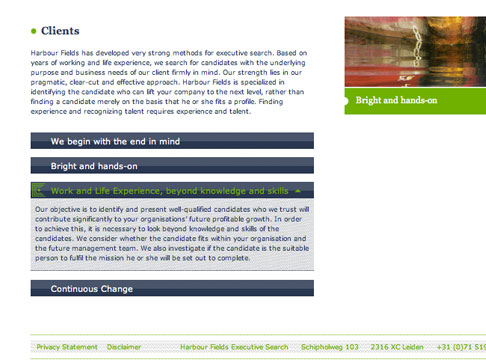 Clients
Harbour Fields has developed very strong methods for executive search. Based on
years of working and life experience, we search for candidates with the underlying
purpose and business needs of our client firmly in mind. Our strength lies in our
pragmatic, clear-cut and effective approach. Harbour Fields is specialized in
identifying the candidate who can lift your company to the next level, rather than
finding a candidate merely on the basis that he or she fits a profile. Finding
experience and recognizing talent requires experience and talent.
Bright and hands-on
We begin with the end in mind
Bright and hands-on
Work and Life Experience, beyond knowledge and skills
Our objective is to identify and present well-qualified candidates who we trust will
contribute significantly to your organisations' future profitable growth. In order
to achieve this, it is necessary to look beyond knowledge and skills of the
candidates. We consider whether the candidate fits within your organisation and
the future management team. We also investigate if the candidate is the suitable
person to fulfil the mission he or she will be set out to complete.
Continuous Change
Privacy Statement Disclaimer Harbour Fields Executive Search Schipholweg 103 2316 XC Leiden +31 (0)71 519